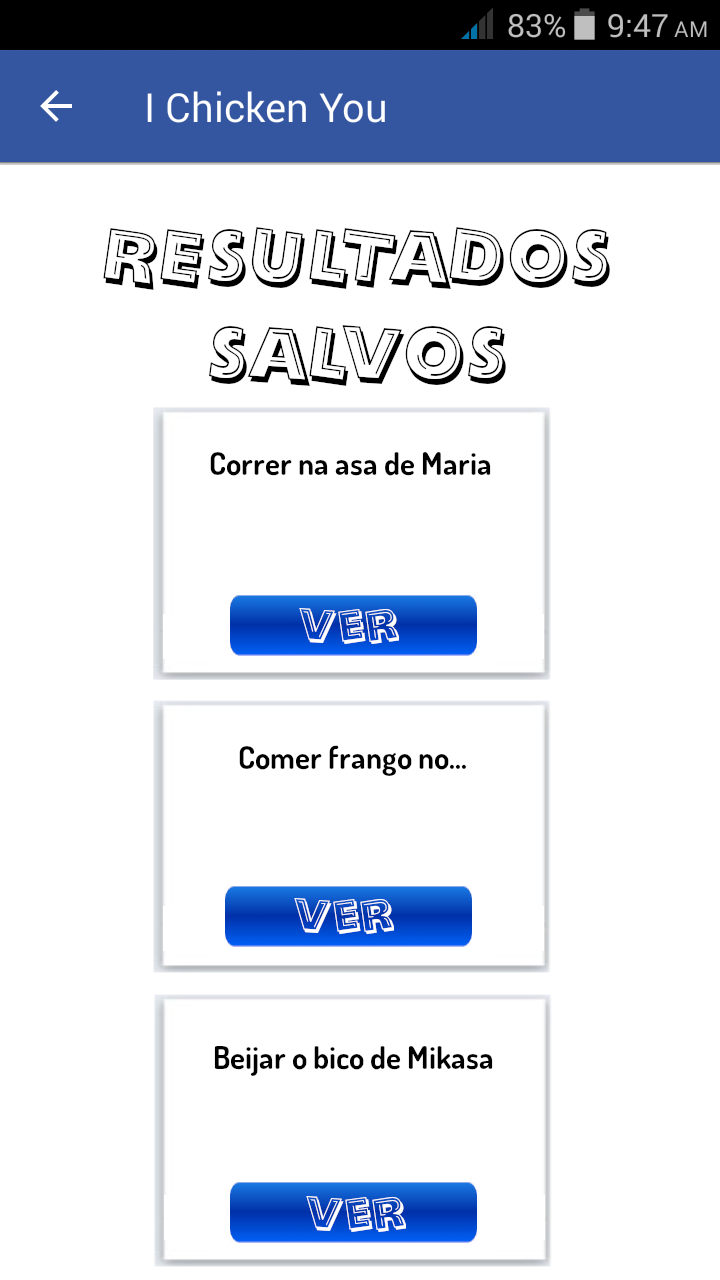 83% 9:47 AM
I Chicken You
RESULTADOS
SALVOS
Correr na asa de Maria
VER
Comer frango no...
VER
Beijar o bico de Mikasa
VER